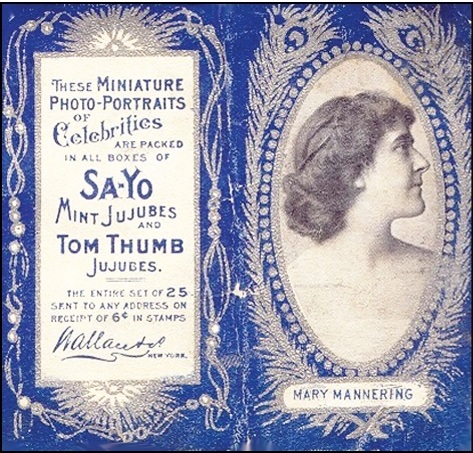 THESE MINIATURE
PHOTO-PORTRAITS
OF
Celebrities
ARE PACKED
IN ALL BOXES OF
SA-YO
MINT JUJUBES
AND
TOM THUMB
JUJUBES.
THE ENTIRE SET OF 25
SENT TO ANY ADDRESS ON
RECEIPT OF 6¢ IN STAMPS
Wallace & Co
NEW YORK.
MARY MANNERING